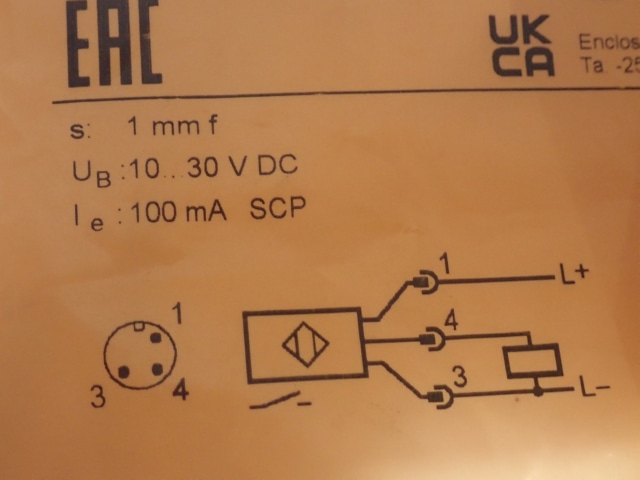 EAC
UK
CA
Enclos
Ta. -25
s: 1 mm f
UB :10...30 V DC
Ie : 100 mA SCP
1
L+
1
4
3
3
4
L–